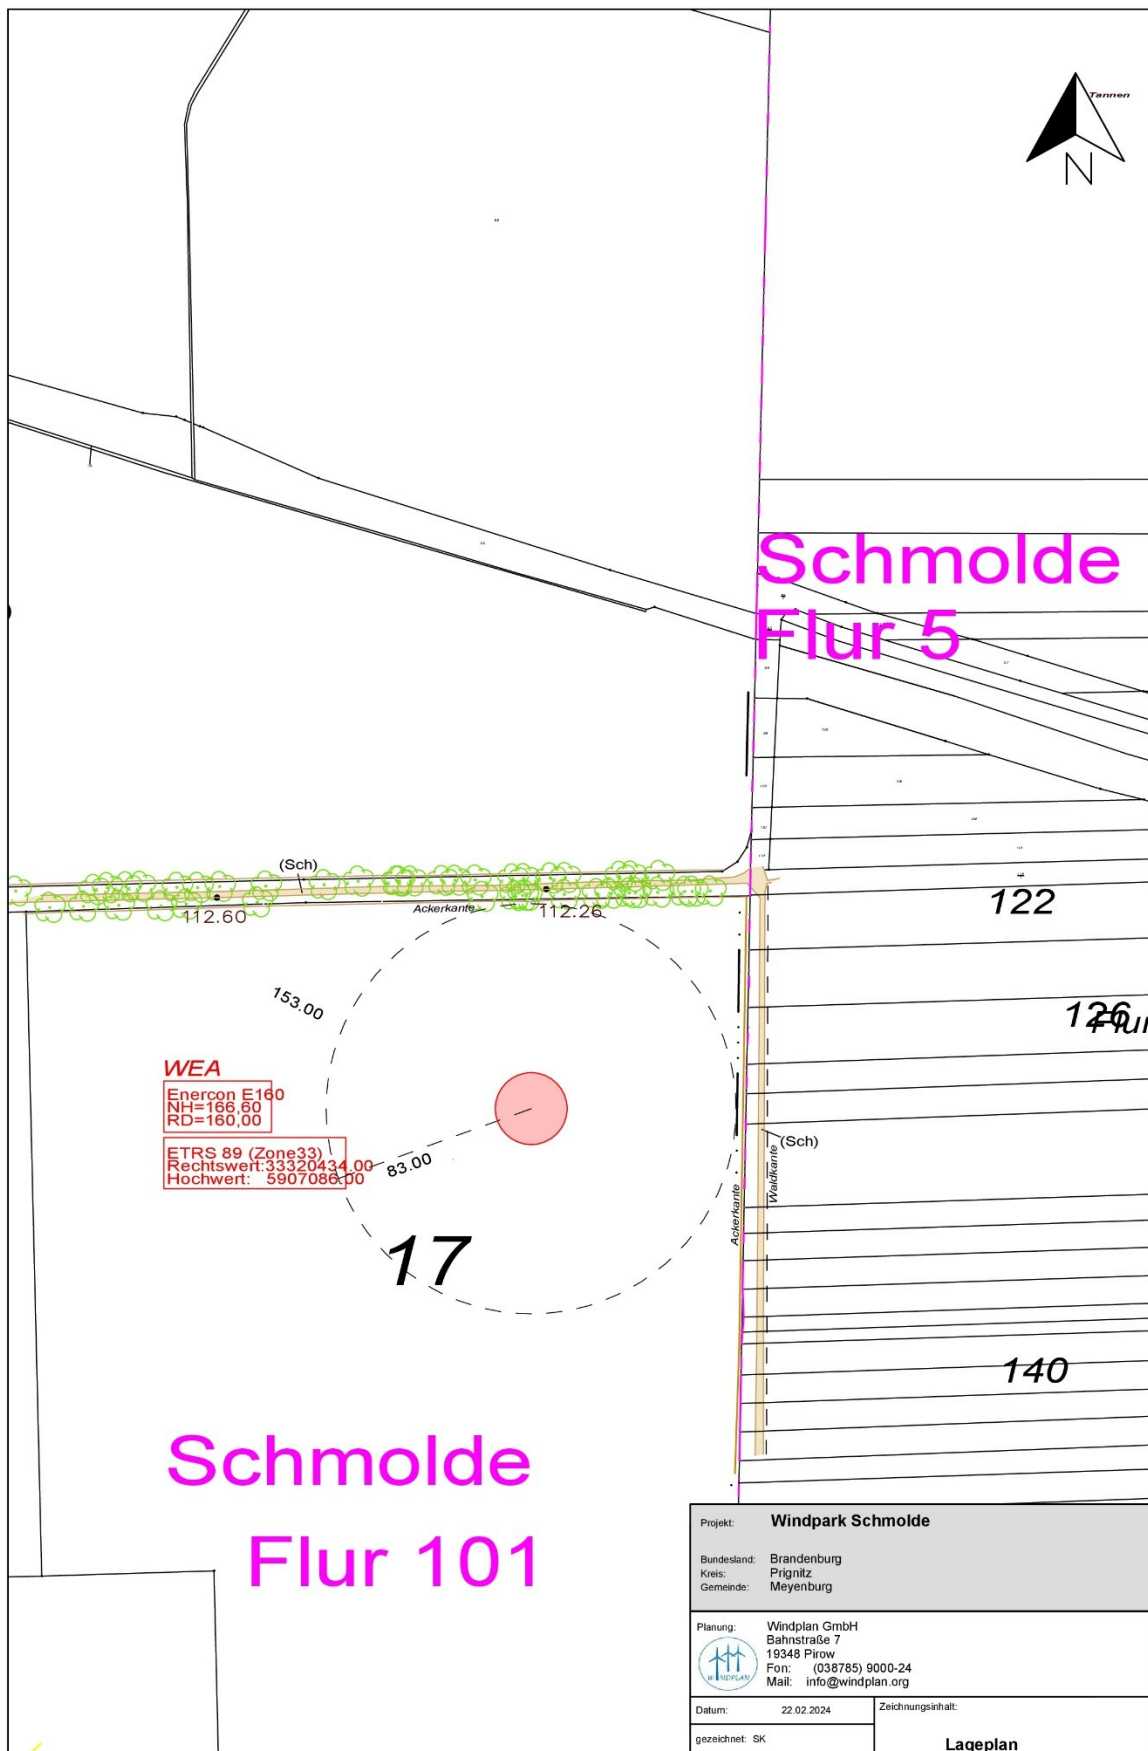 Tannen
N
Schmolde
Flur 5
(Sch)
112.60
Ackerkante
112.26
122
153.00
126
Flur
WEA
Enercon E160
NH=166,60
RD=160,00
ETRS 89 (Zone33)
Rechtswert:33320434.00
Hochwert: 5907086.00
83.00
(Sch)
Waldkante
Ackerkante
17
140
Schmolde
Flur 101
Projekt: Windpark Schmolde
Bundesland: Brandenburg
Kreis: Prignitz
Gemeinde: Meyenburg
Planung: Windplan GmbH
Bahnstraße 7
19348 Pirow
Fon: (038785) 9000-24
Mail: info@windplan.org
WINDPLAN
Datum: 22.02.2024
Zeichnungsinhalt:
gezeichnet: SK
Lageplan